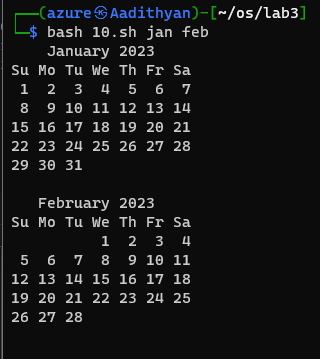 ┌──(azure㉿Aadithyan)-[~/os/lab3]
└─$ bash 10.sh jan feb
    January 2023
Su Mo Tu We Th Fr Sa
 1  2  3  4  5  6  7
 8  9 10 11 12 13 14
15 16 17 18 19 20 21
22 23 24 25 26 27 28
29 30 31

   February 2023
Su Mo Tu We Th Fr Sa
          1  2  3  4
 5  6  7  8  9 10 11
12 13 14 15 16 17 18
19 20 21 22 23 24 25
26 27 28